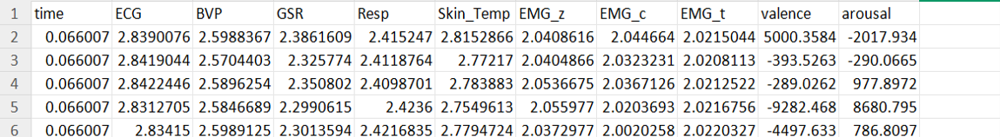 1 time ECG BVP GSR Resp Skin_Temp EMG_z EMG_c EMG_t valence arousal
2 0.066007 2.8390076 2.5988367 2.3861609 2.415247 2.8152866 2.0408616 2.044664 2.0215044 5000.3584 -2017.934
3 0.066007 2.8419044 2.5704403 2.325774 2.4118764 2.77217 2.0404866 2.0323231 2.0208113 -393.5263 -290.0665
4 0.066007 2.8422446 2.5896254 2.350802 2.4098701 2.783883 2.0536675 2.0367126 2.0212522 -289.0262 977.8972
5 0.066007 2.8312705 2.5846689 2.2990615 2.4236 2.7549613 2.055977 2.0203693 2.0216756 -9282.468 8680.795
6 0.066007 2.83415 2.5989125 2.3013594 2.4216835 2.7794724 2.0372977 2.0020258 2.0220327 -4497.633 786.8097